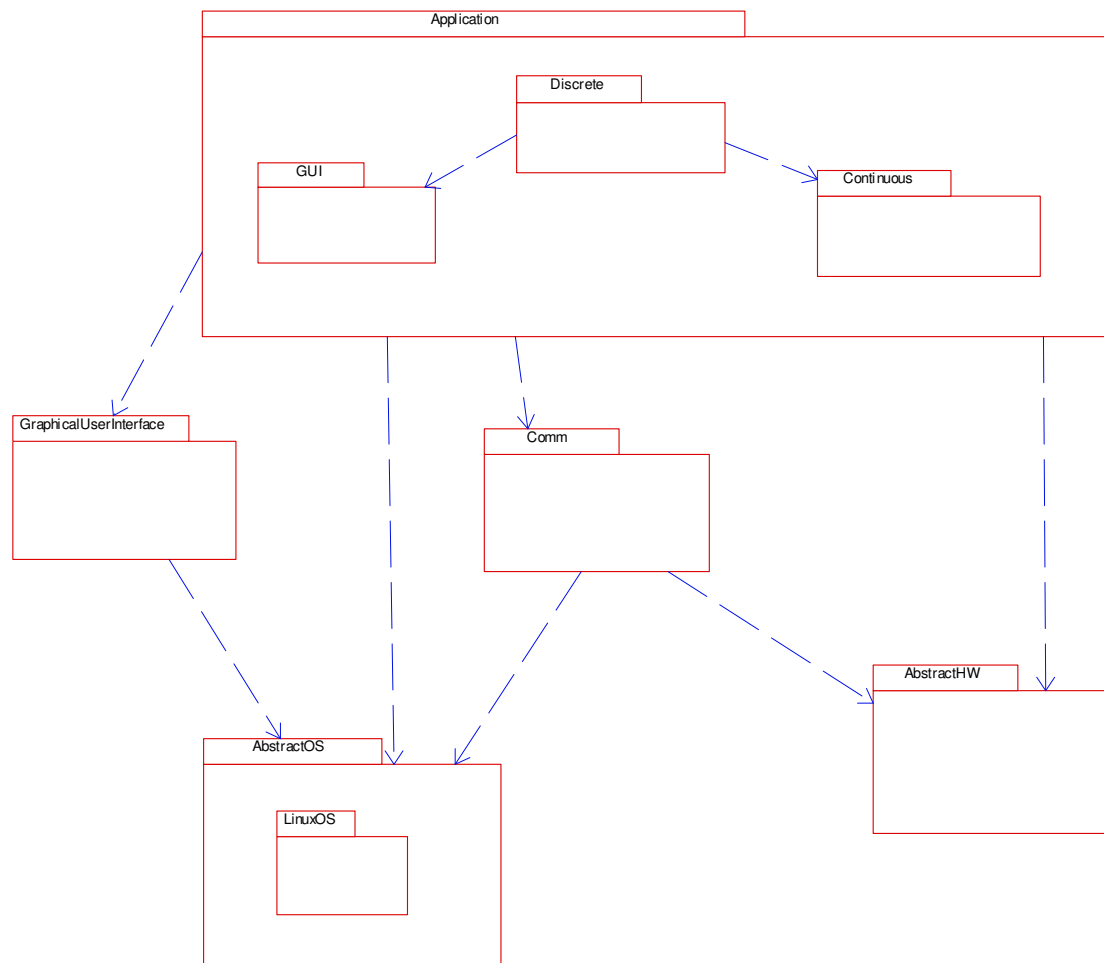 Application
Discrete
GUI
Continuous
GraphicalUserInterface
Comm
AbstractHW
AbstractOS
LinuxOS